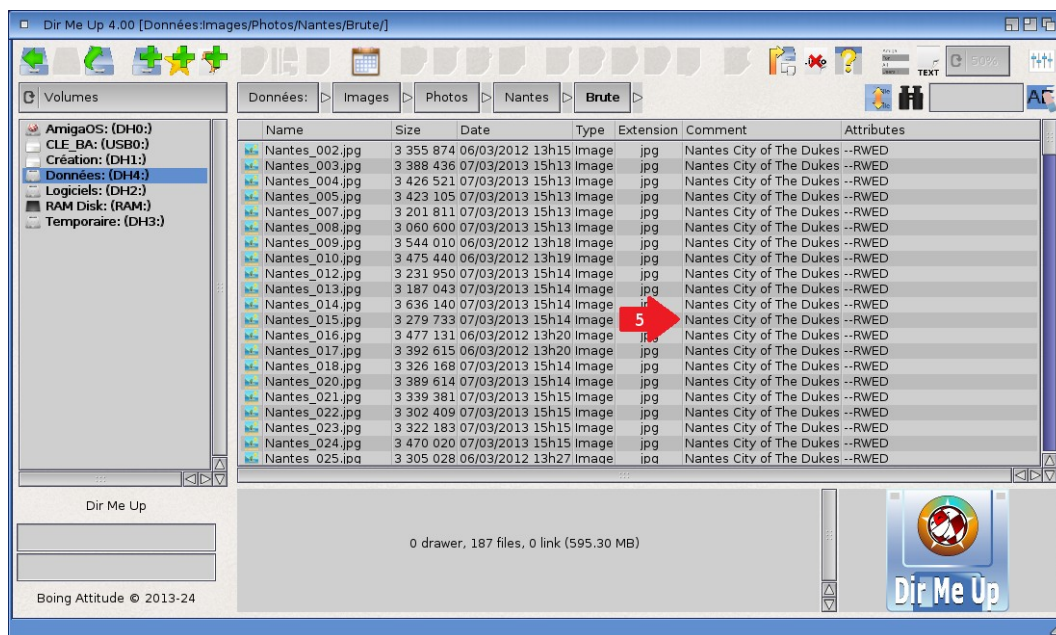 Dir Me Up 4.00 [Données:Images/Photos/Nantes/Brute/]
TEXT 50%
Volumes Données: Images Photos Nantes Brute
AmigaOS: (DH0:)
CLE_BA: (USB0:)
Création: (DH1:)
Données: (DH4:)
Logiciels: (DH2:)
RAM Disk: (RAM:)
Temporaire: (DH3:)
Name Size Date Type Extension Comment Attributes
Nantes_002.jpg 3 355 874 06/03/2012 13h15 Image jpg Nantes City of The Dukes --RWED
Nantes_003.jpg 3 388 436 07/03/2013 15h13 Image jpg Nantes City of The Dukes --RWED
Nantes_004.jpg 3 426 521 07/03/2013 15h13 Image jpg Nantes City of The Dukes --RWED
Nantes_005.jpg 3 423 105 07/03/2013 15h13 Image jpg Nantes City of The Dukes --RWED
Nantes_007.jpg 3 201 811 07/03/2013 15h13 Image jpg Nantes City of The Dukes --RWED
Nantes_008.jpg 3 060 600 07/03/2013 15h13 Image jpg Nantes City of The Dukes --RWED
Nantes_009.jpg 3 544 010 06/03/2012 13h18 Image jpg Nantes City of The Dukes --RWED
Nantes_010.jpg 3 475 440 06/03/2012 13h19 Image jpg Nantes City of The Dukes --RWED
Nantes_012.jpg 3 231 950 07/03/2013 15h14 Image jpg Nantes City of The Dukes --RWED
Nantes_013.jpg 3 187 043 07/03/2013 15h14 Image jpg Nantes City of The Dukes --RWED
Nantes_014.jpg 3 636 140 07/03/2013 15h14 Image jpg Nantes City of The Dukes --RWED
Nantes_015.jpg 3 279 733 07/03/2013 15h14 Image 5 Nantes City of The Dukes --RWED
Nantes_016.jpg 3 477 131 06/03/2012 13h20 Image jpg Nantes City of The Dukes --RWED
Nantes_017.jpg 3 392 615 06/03/2012 13h20 Image jpg Nantes City of The Dukes --RWED
Nantes_018.jpg 3 326 168 07/03/2013 15h14 Image jpg Nantes City of The Dukes --RWED
Nantes_020.jpg 3 389 614 07/03/2013 15h14 Image jpg Nantes City of The Dukes --RWED
Nantes_021.jpg 3 339 381 07/03/2013 15h15 Image jpg Nantes City of The Dukes --RWED
Nantes_022.jpg 3 302 409 07/03/2013 15h15 Image jpg Nantes City of The Dukes --RWED
Nantes_023.jpg 3 322 183 07/03/2013 15h15 Image jpg Nantes City of The Dukes --RWED
Nantes_024.jpg 3 470 020 07/03/2013 15h15 Image jpg Nantes City of The Dukes --RWED
Nantes_025.jpg 3 305 028 06/03/2012 13h27 Image jpg Nantes City of The Dukes --RWED
Dir Me Up
0 drawer, 187 files, 0 link (595.30 MB)
Boing Attitude © 2013-24
Dir Me Up